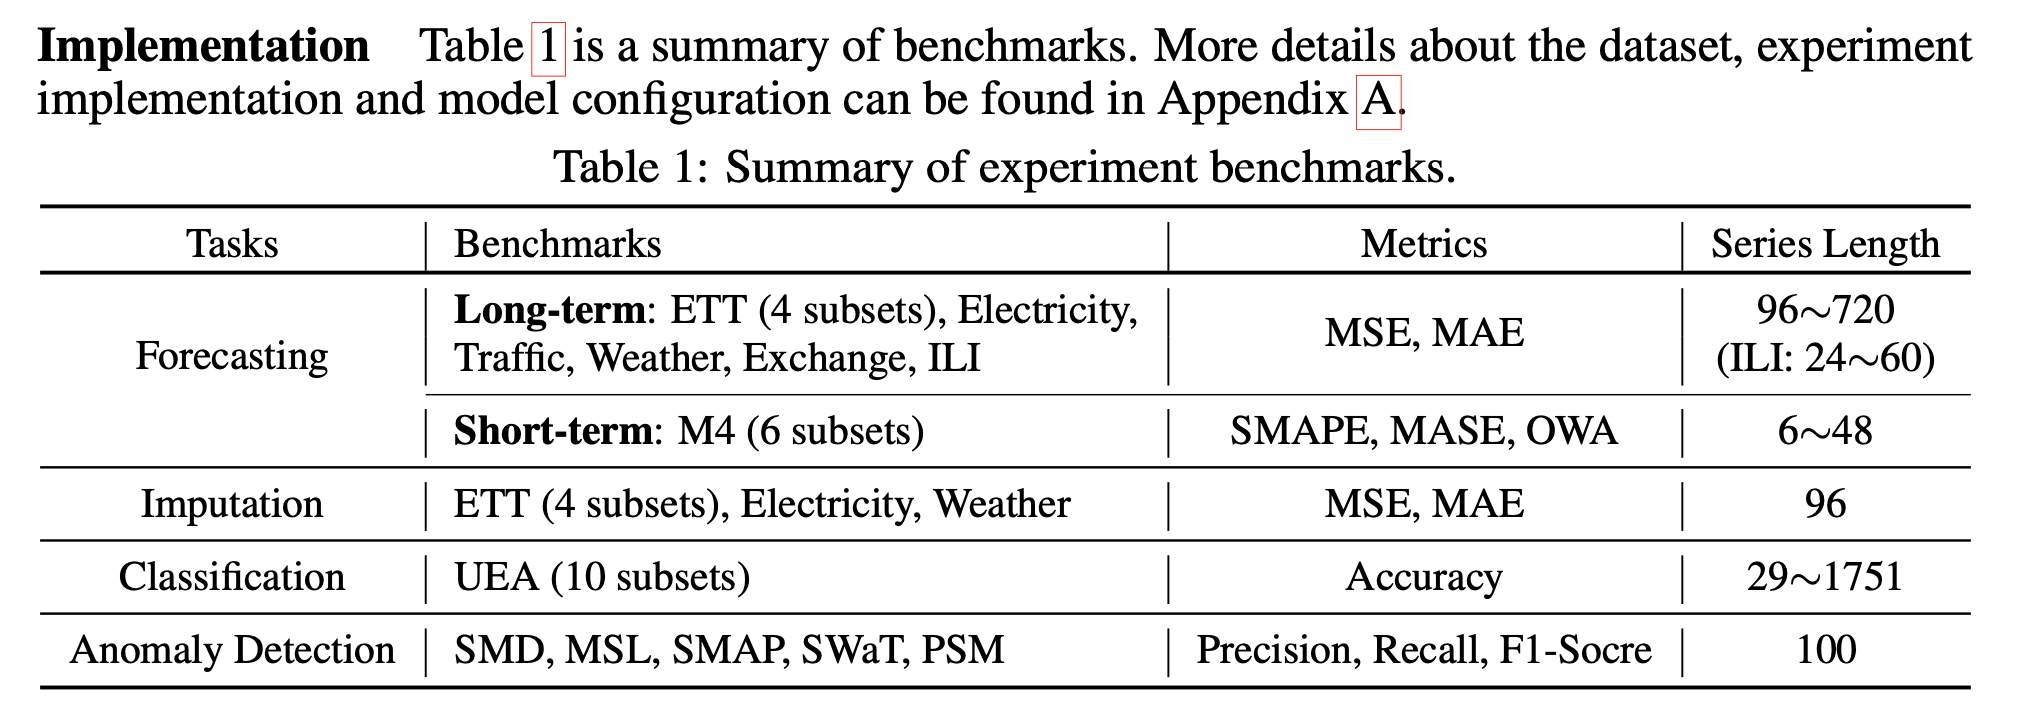 Implementation Table 1 is a summary of benchmarks. More details about the dataset, experiment
implementation and model configuration can be found in Appendix A.
Table 1: Summary of experiment benchmarks.
Tasks Benchmarks Metrics Series Length
Forecasting
Long-term: ETT (4 subsets), Electricity,
Traffic, Weather, Exchange, ILI
MSE, MAE
96~720
(ILI: 24~60)
Short-term: M4 (6 subsets) SMAPE, MASE, OWA 6~48
Imputation ETT (4 subsets), Electricity, Weather MSE, MAE 96
Classification UEA (10 subsets) Accuracy 29~1751
Anomaly Detection SMD, MSL, SMAP, SWaT, PSM Precision, Recall, F1-Socre 100